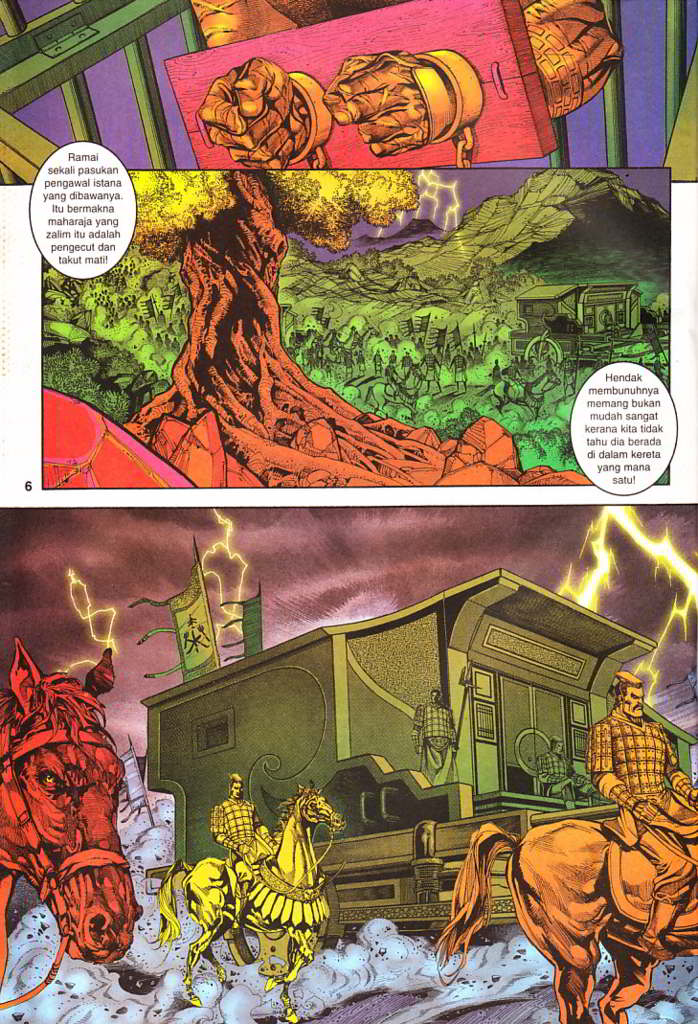 Ramai
sekali pasukan
pengawal istana
yang dibawanya.
Itu bermakna
maharaja yang
zalim itu adalah
pengecut dan
takut mati!
Hendak
membunuhnya
memang bukan
mudah sangat
kerana kita tidak
tahu dia berada
di dalam kereta
yang mana
satu!
6